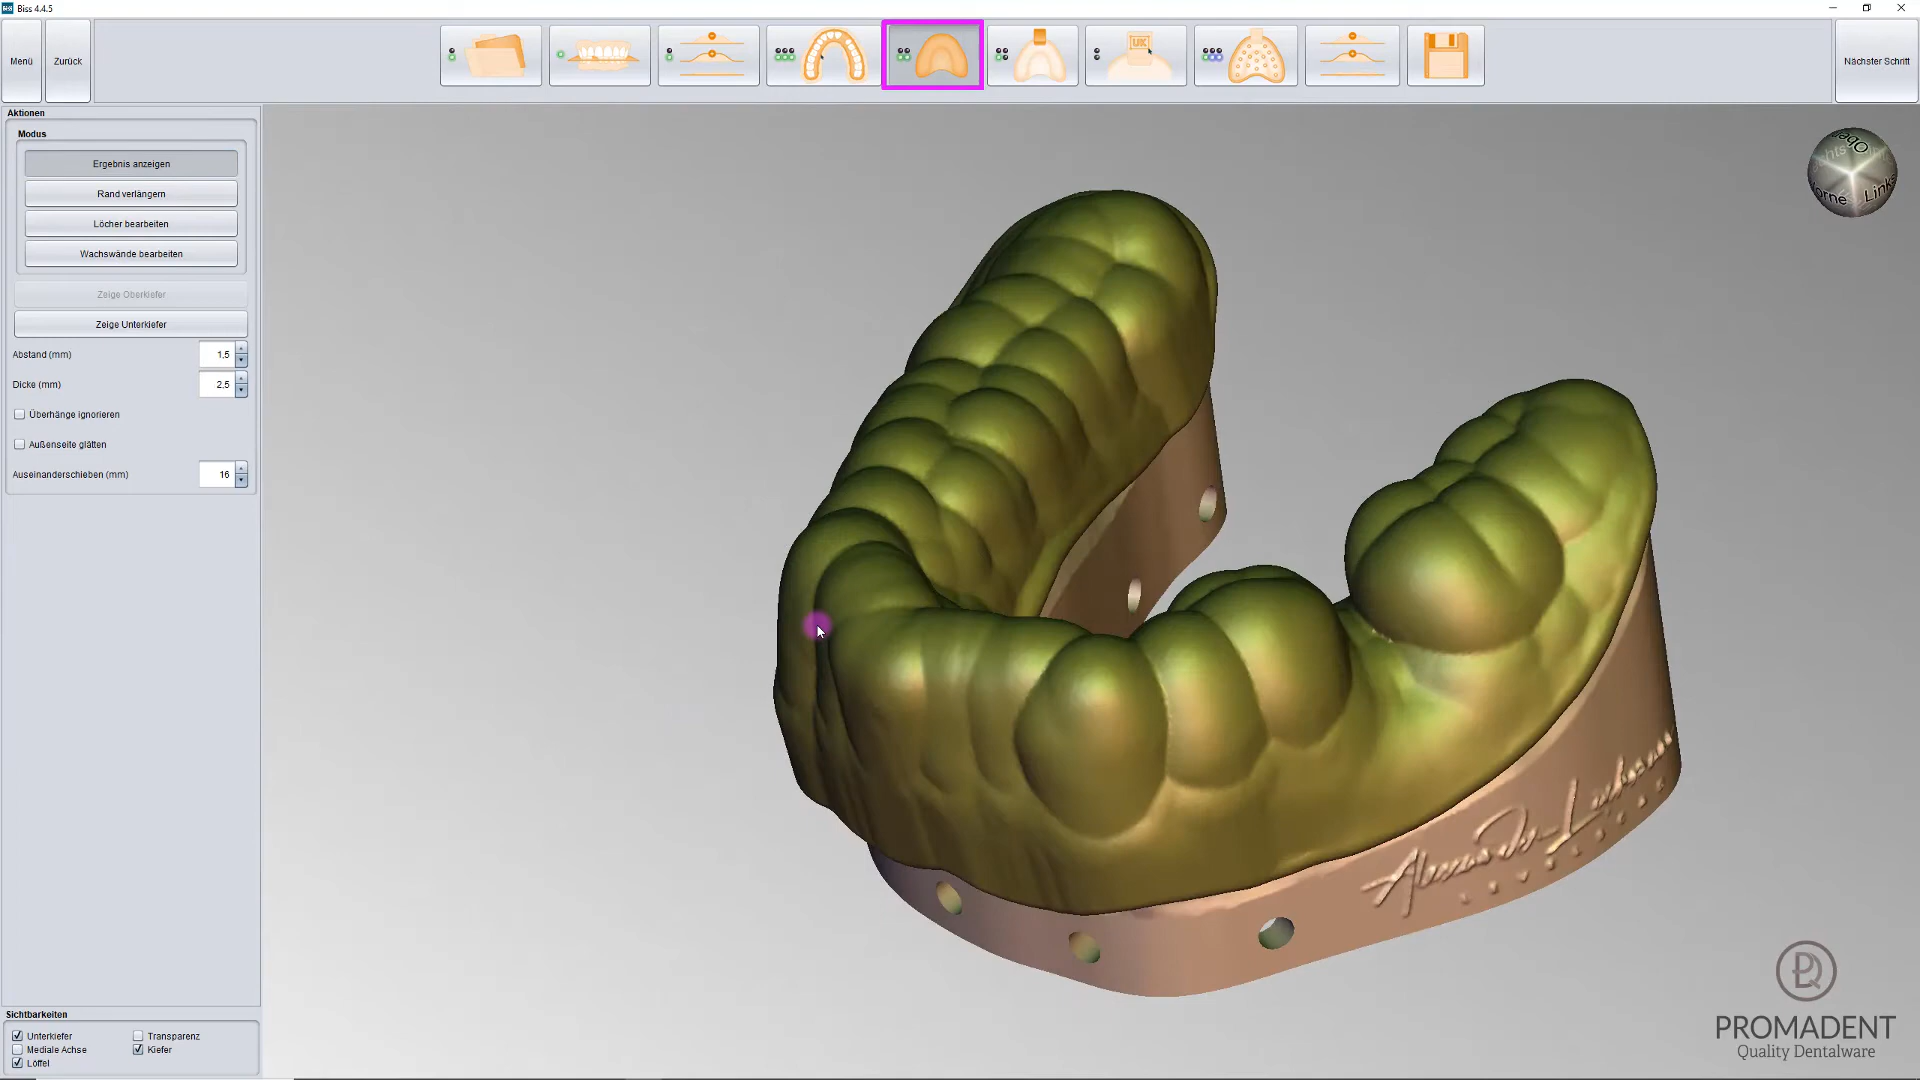 Biss 4.4.5
Menü
Zurück
UX
Nächster Schritt
Aktionen
Modus
Ergebnis anzeigen
Rand verlängern
Löcher bearbeiten
Wachswände bearbeiten
Zeige Oberkiefer
Zeige Unterkiefer
Abstand (mm) 1,5
Dicke (mm) 2,5
Überhänge ignorieren
Außenseite glätten
Auseinanderschieben (mm) 16
Links
Sichtbarkeiten
Unterkiefer Transparenz
Mediale Achse Kiefer
Löffel
PROMADENT
Quality Dentalware